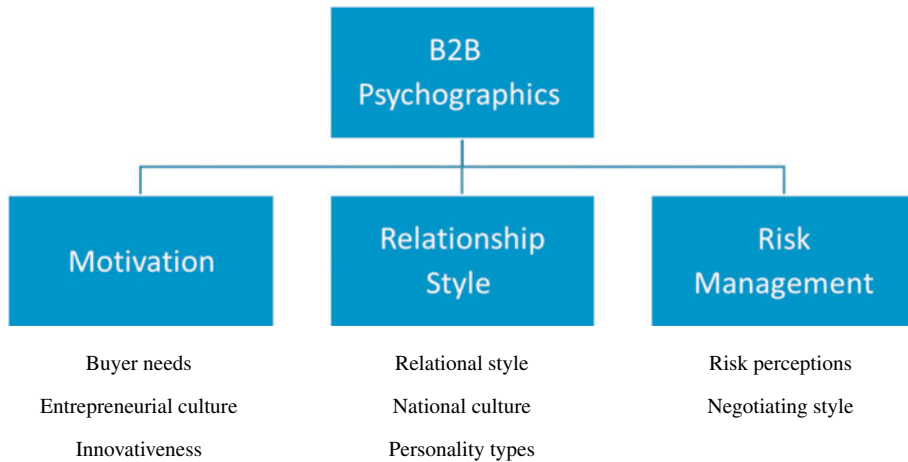 B2B
Psychographics
Motivation
Relationship
Style
Risk
Management
Buyer needs
Entrepreneurial culture
Innovativeness
Relational style
National culture
Personality types
Risk perceptions
Negotiating style